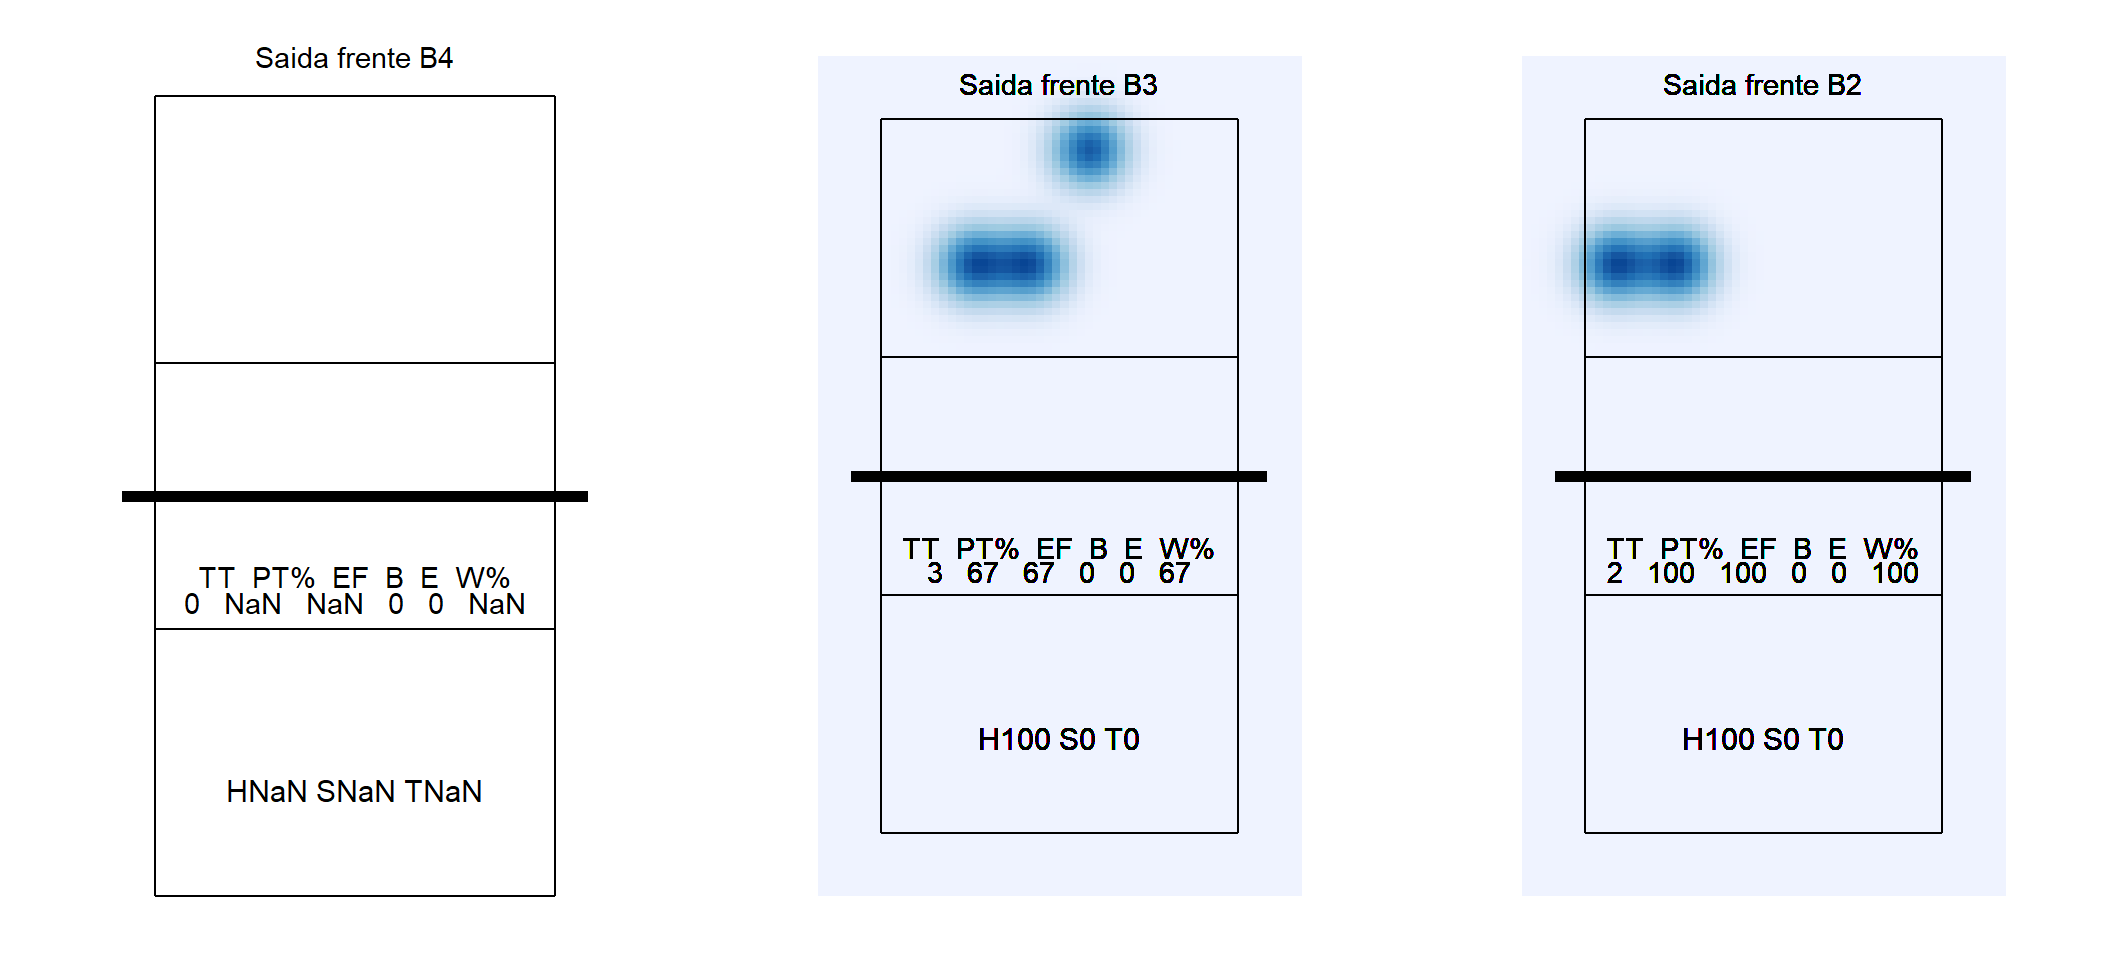 Saida frente B4
TT PT% EF B E W%
0 NaN NaN 0 0 NaN
HNaN SNaN TNaN
Saida frente B3
TT PT% EF B E W%
3 67 67 0 0 67
H100 S0 T0
Saida frente B2
TT PT% EF B E W%
2 100 100 0 0 100
H100 S0 T0